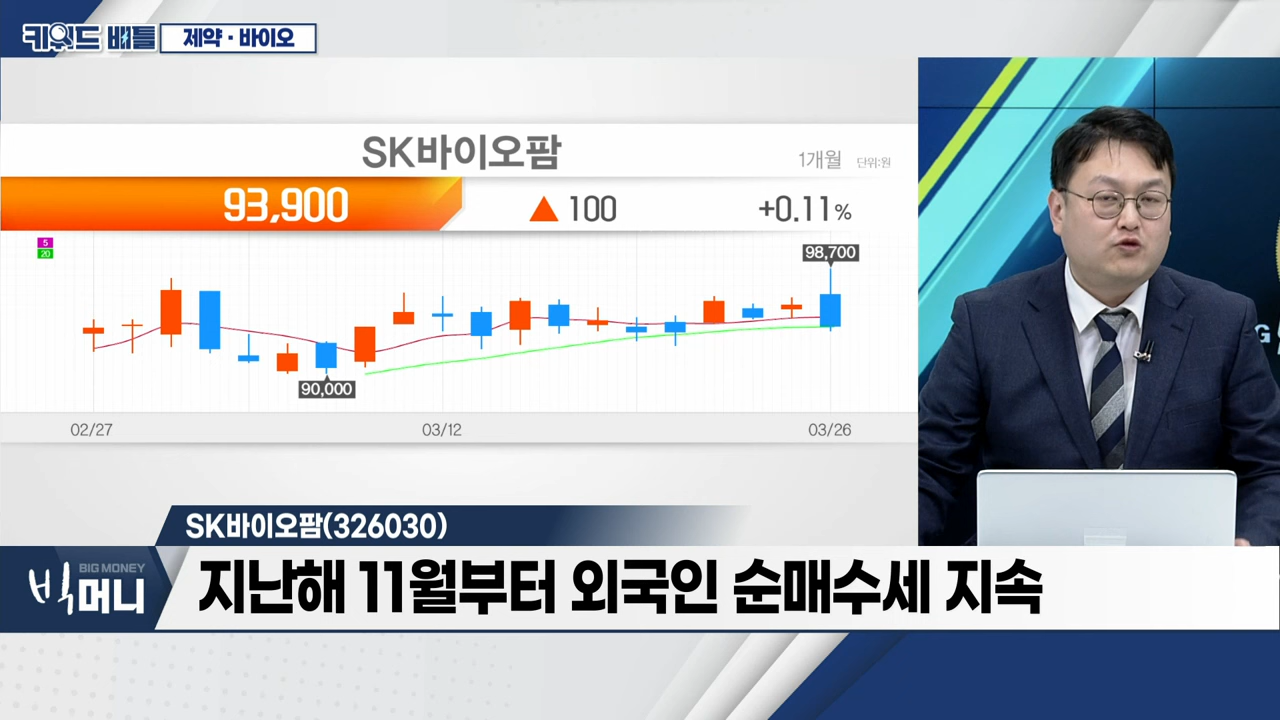 키워드 배틀
제약·바이오
SK바이오팜
1개월 단위:원
93,900 ▲ 100 +0.11%
5
20
98,700
90,000
02/27 03/12 03/26
SK바이오팜(326030)
BIG MONEY
빅머니
지난해 11월부터 외국인 순매수세 지속